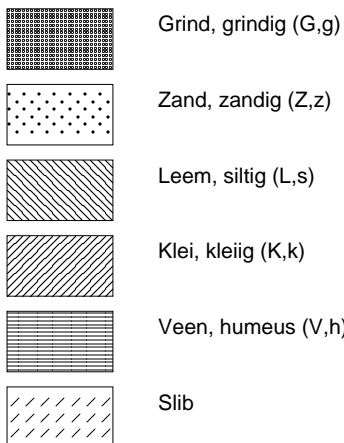 Grind, grindig (G,g)
Zand, zandig (Z,z)
Leem, siltig (L,s)
Klei, kleiig (K,k)
Veen, humeus (V,h)
Slib